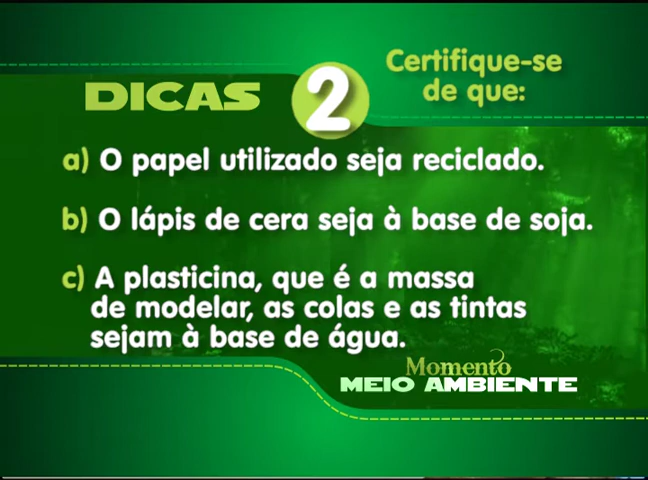 DICAS 2 Certifique-se
de que:
a) O papel utilizado seja reciclado.
b) O lápis de cera seja à base de soja.
c) A plasticina, que é a massa
de modelar, as colas e as tintas
sejam à base de água.
Momento
MEIO AMBIENTE